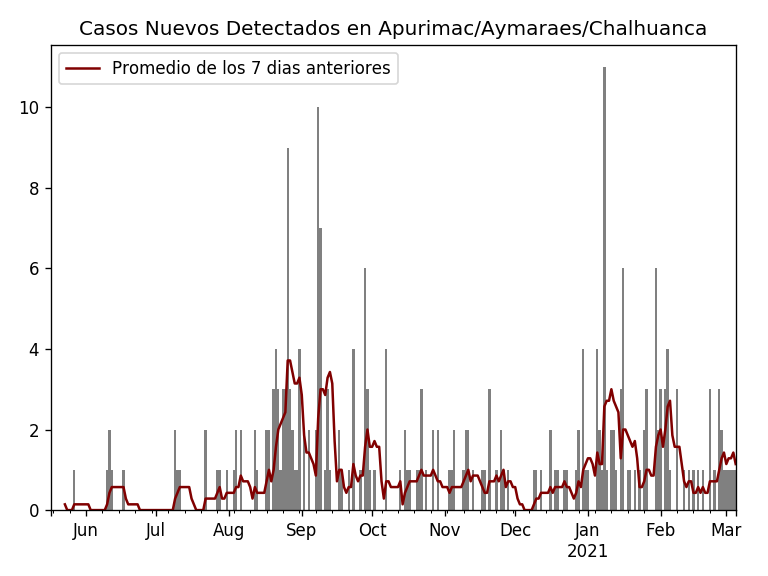 Casos Nuevos Detectados en Apurimac/Aymaraes/Chalhuanca
Promedio de los 7 dias anteriores
10
8
6
4
2
0
Jun Jul Aug Sep Oct Nov Dec Jan Feb Mar
2021